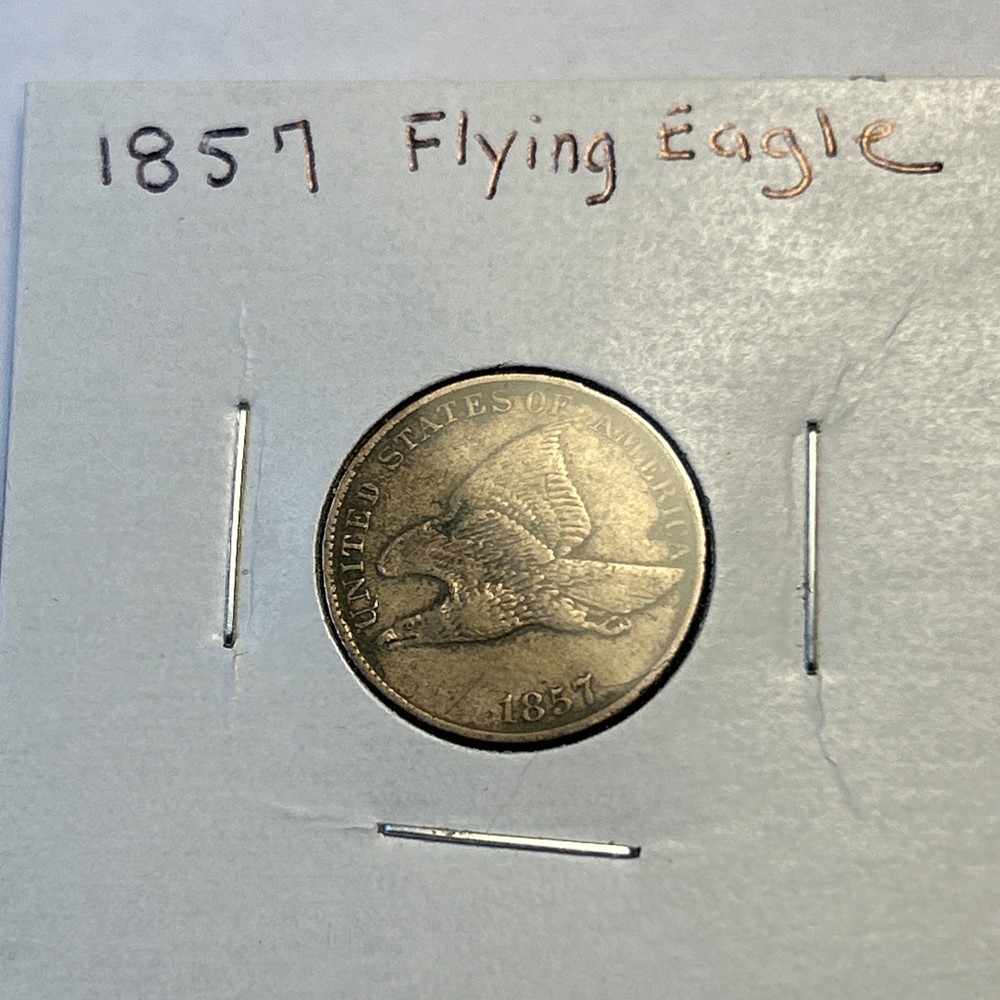 1857 Flying Eagle
UNITED STATES OF AMERICA
1857